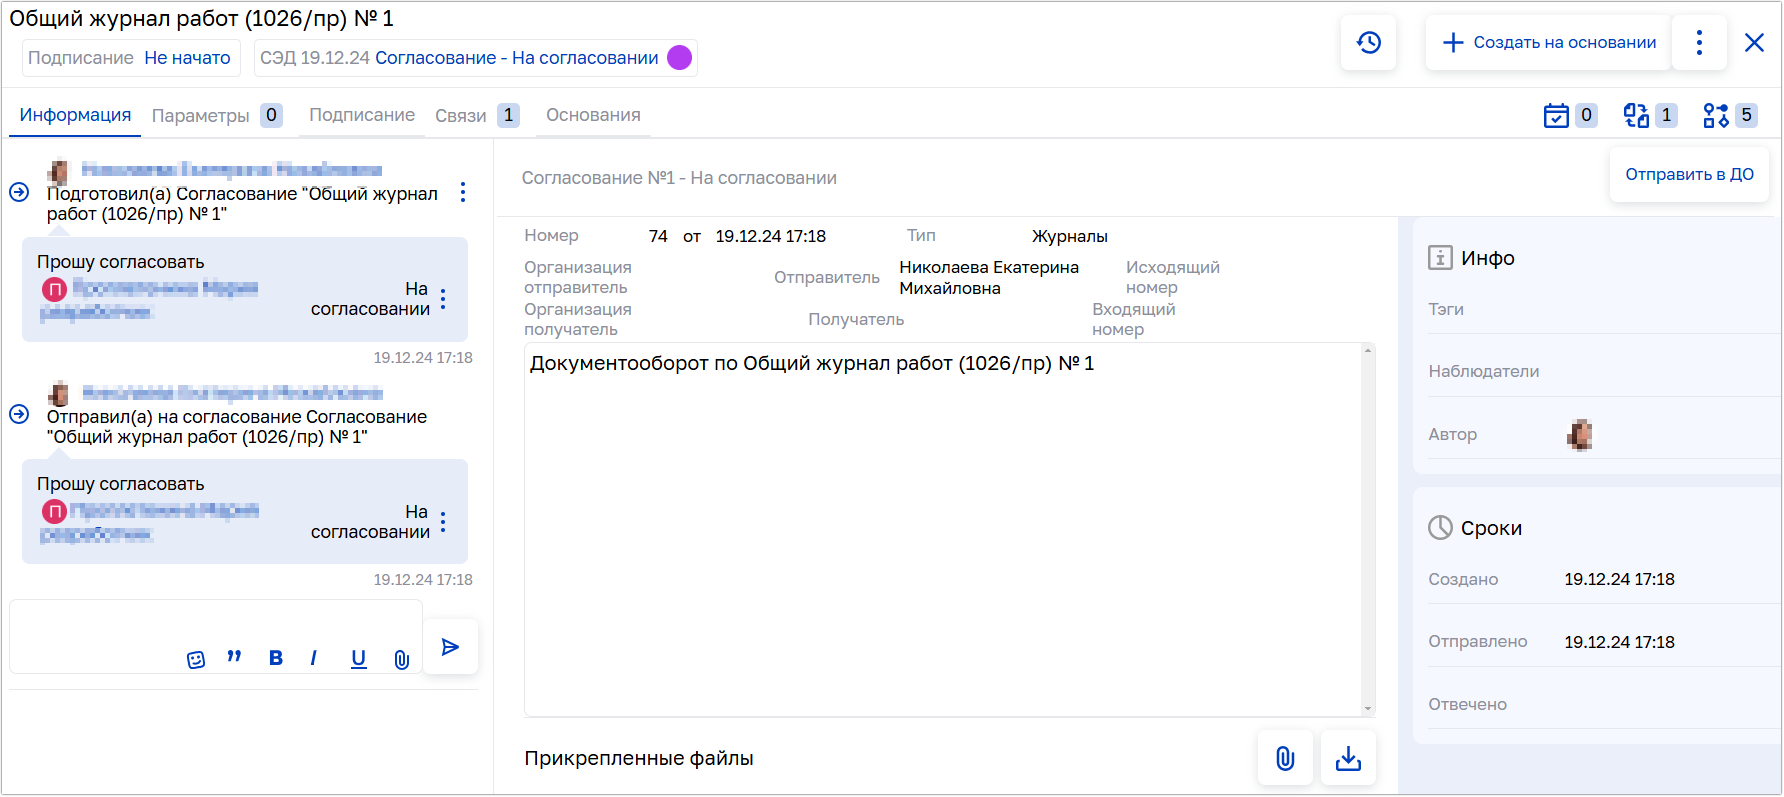 Общий журнал работ (1026/пр) № 1
Подписание Не начато
СЭД 19.12.24 Согласование - На согласовании
Создать на основании
Информация
Параметры 0
Подписание
Связи 1
Основания
0
1
5
Подготовил(а) Согласование "Общий журнал
работ (1026/пр) № 1"
Прошу согласовать
П
На
согласовании
19.12.24 17:18
Отправил(а) на согласование Согласование
"Общий журнал работ (1026/пр) № 1"
Прошу согласовать
П
На
согласовании
19.12.24 17:18
B I U
Согласование №1 - На согласовании
Отправить в ДО
Номер 74 от 19.12.24 17:18
Тип Журналы
Организация
отправитель
Отправитель
Николаева Екатерина
Михайловна
Исходящий
номер
Организация
получатель
Получатель
Входящий
номер
Документооборот по Общий журнал работ (1026/пр) № 1
Прикрепленные файлы
Инфо
Тэги
Наблюдатели
Автор
Сроки
Создано 19.12.24 17:18
Отправлено 19.12.24 17:18
Отвечено